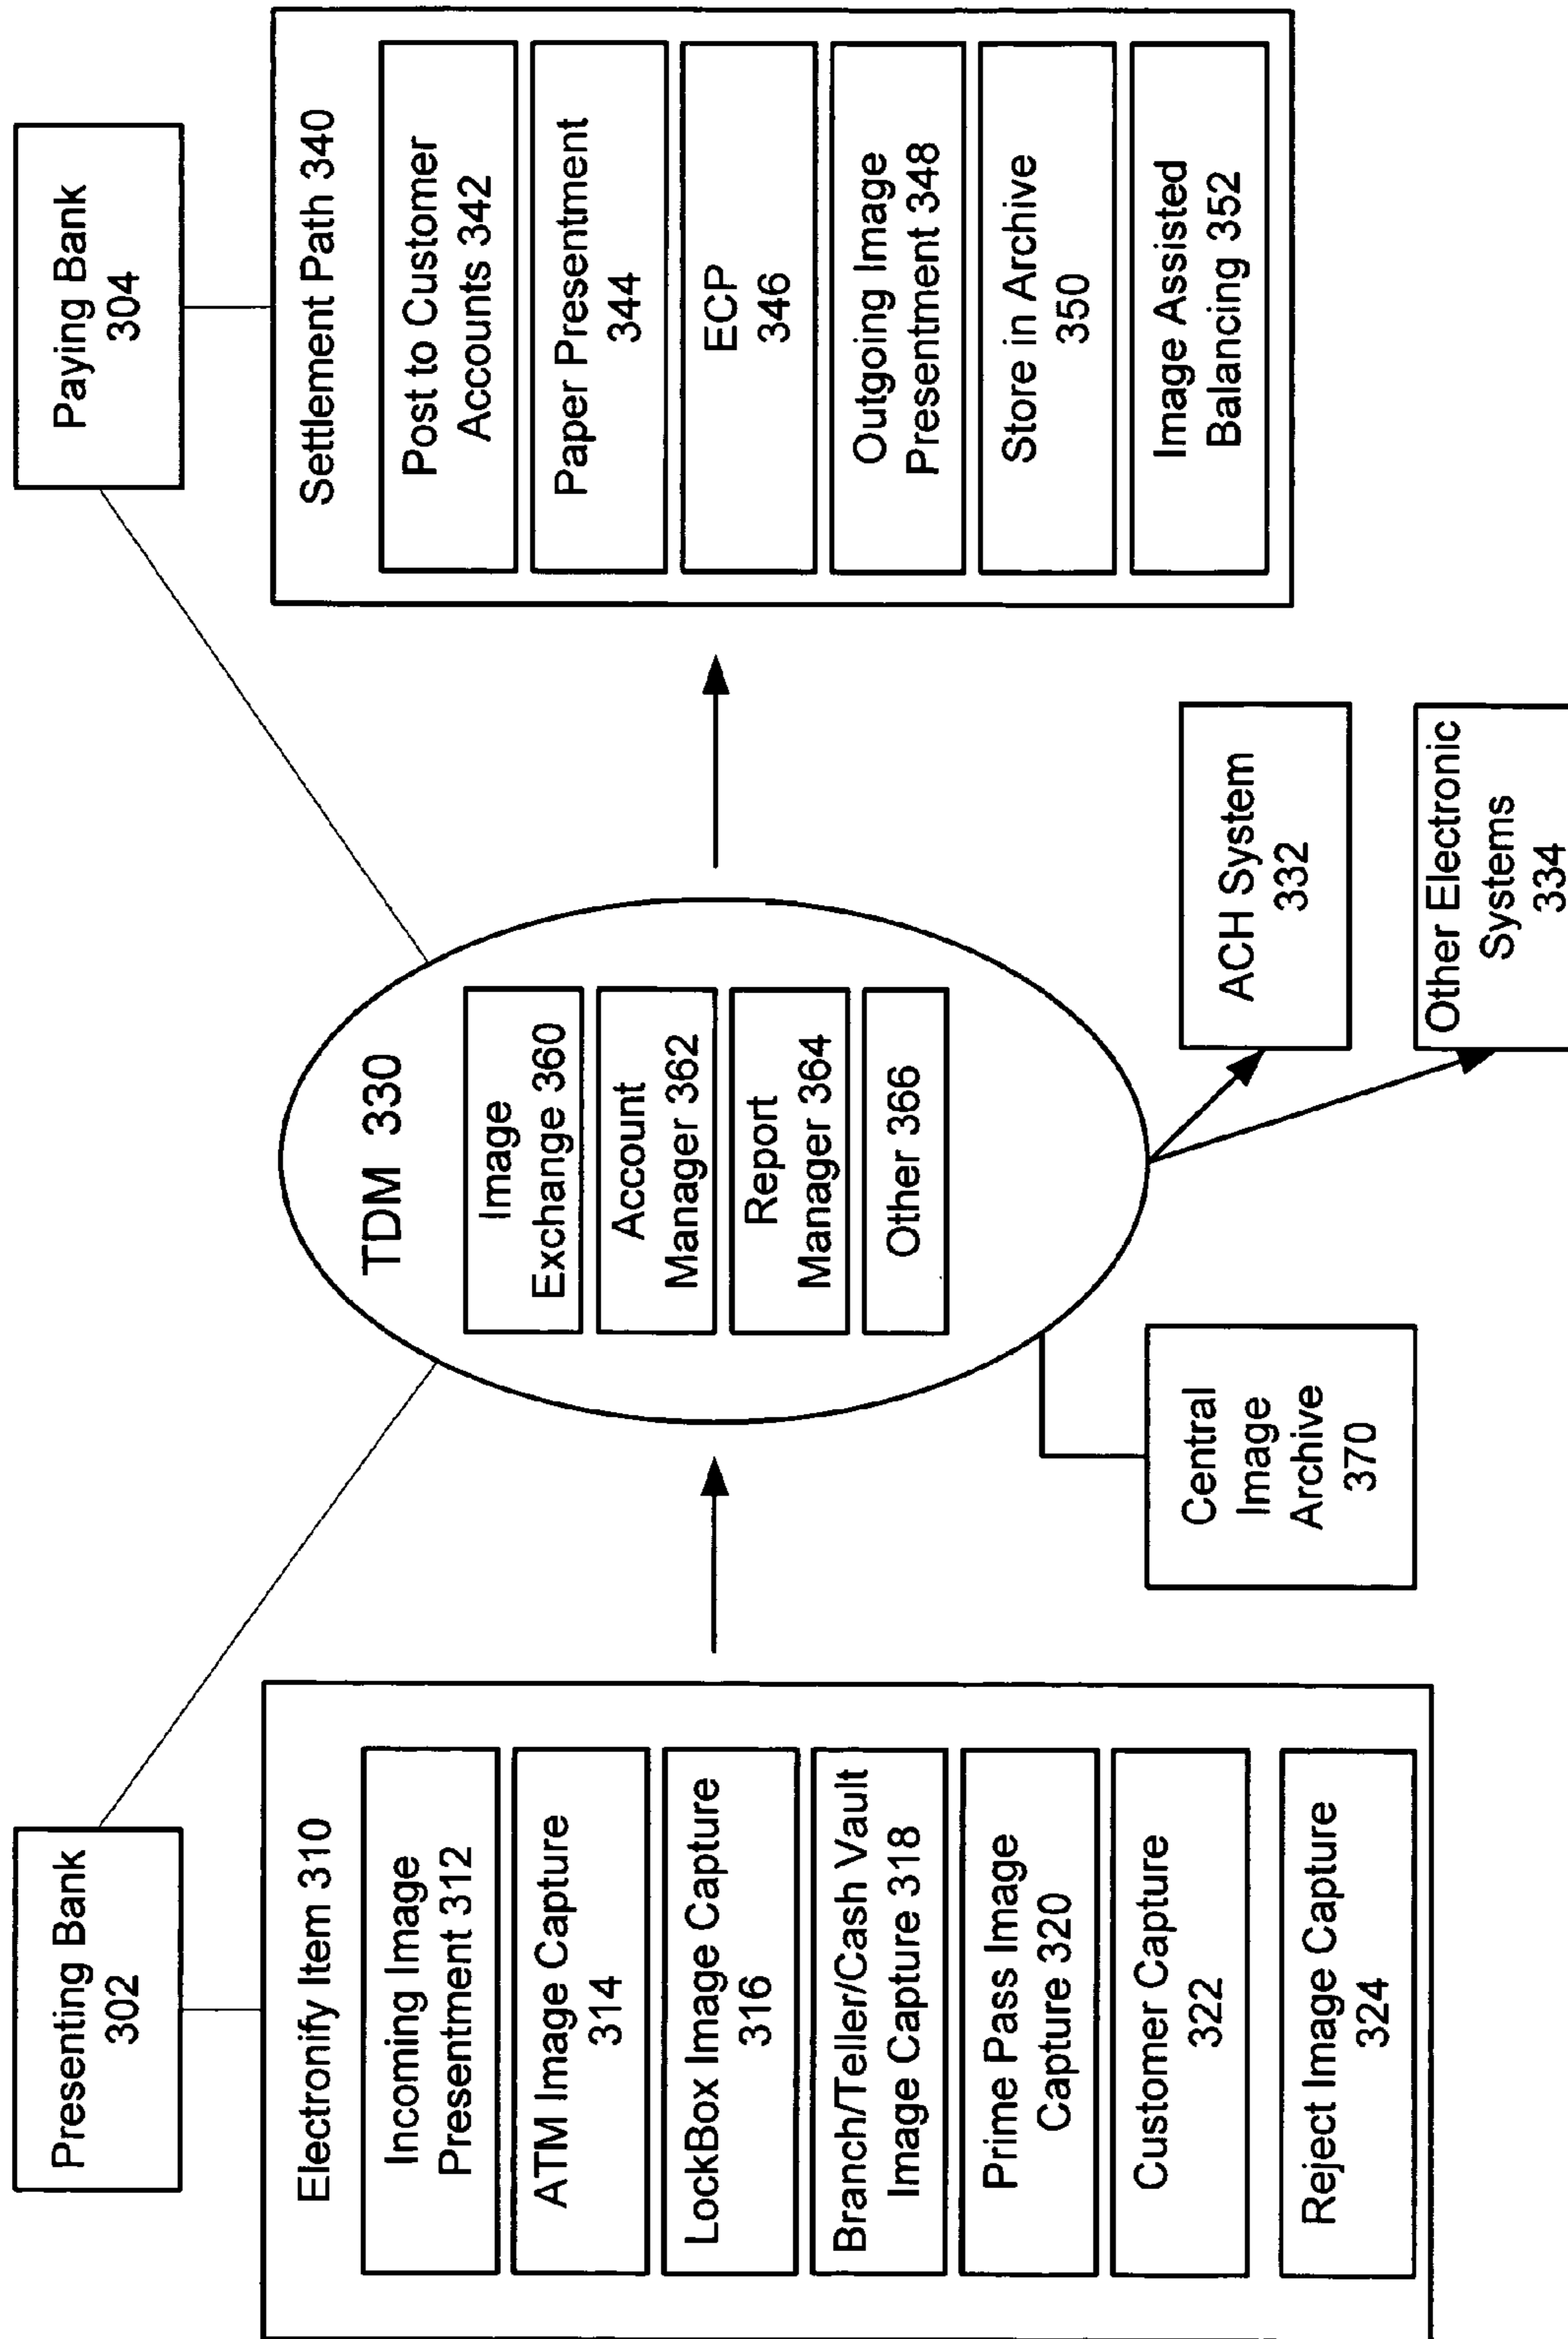 Presenting Bank
302
Electronify Item 310
Incoming Image
Presentment 312
ATM Image Capture
314
LockBox Image Capture
316
Branch/Teller/Cash Vault
Image Capture 318
Prime Pass Image
Capture 320
Customer Capture
322
Reject Image Capture
324
TDM 330
Image
Exchange 360
Account
Manager 362
Report
Manager 364
Other 366
Central
Image
Archive
370
ACH System
332
Other Electronic
Systems
334
Paying Bank
304
Settlement Path 340
Post to Customer
Accounts 342
Paper Presentment
344
ECP
346
Outgoing Image
Presentment 348
Store in Archive
350
Image Assisted
Balancing 352